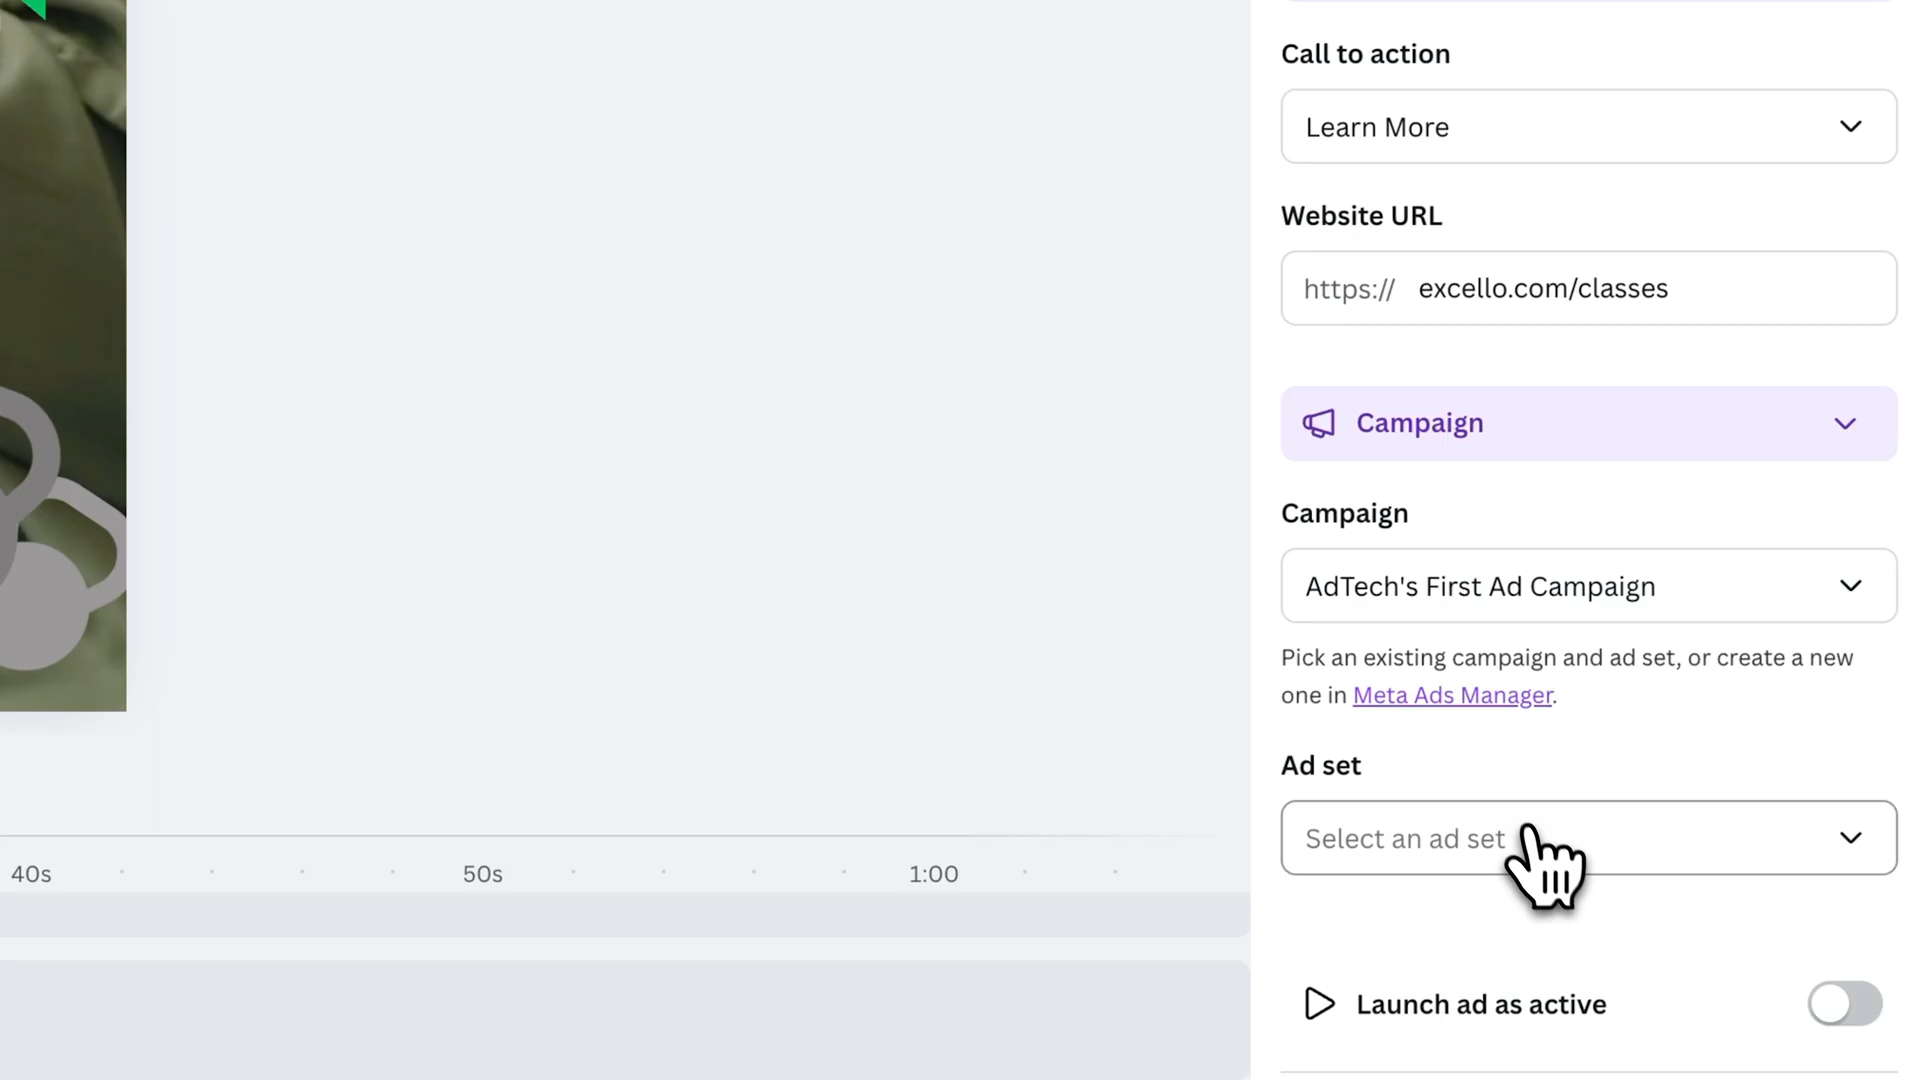 Call to action
Learn More
Website URL
https:// excello.com/classes
Campaign
Campaign
AdTech's First Ad Campaign
Pick an existing campaign and ad set, or create a new
one in Meta Ads Manager.
Ad set
Select an ad set
40s 50s 1:00
Launch ad as active